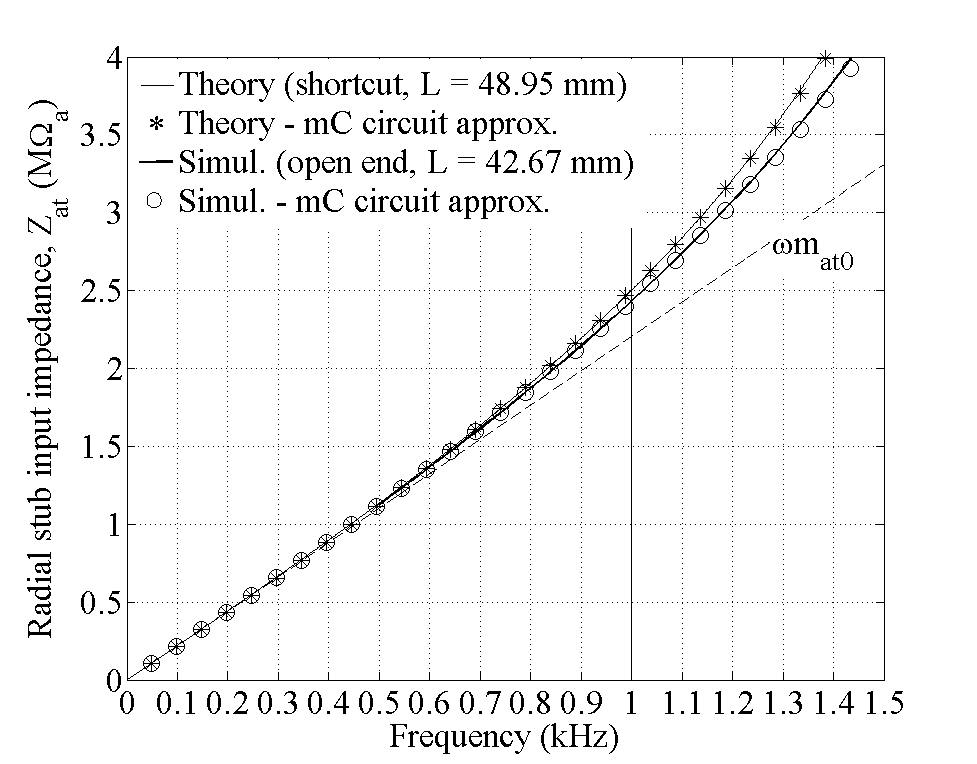 Theory (shortcut, L = 48.95 mm)
Theory - mC circuit approx.
Simul. (open end, L = 42.67 mm)
Simul. - mC circuit approx.
ωm_at0
Radial stub input impedance, Z_at (MΩ_a)
4
3.5
3
2.5
2
1.5
1
0.5
0
0 0.1 0.2 0.3 0.4 0.5 0.6 0.7 0.8 0.9 1 1.1 1.2 1.3 1.4 1.5
Frequency (kHz)